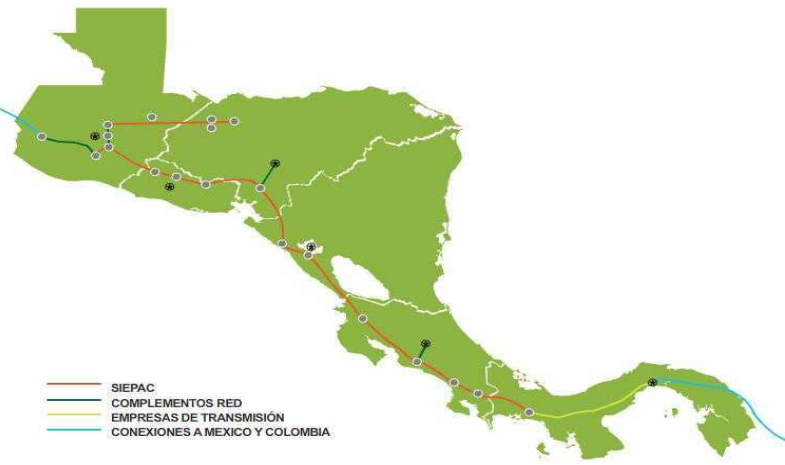 SIEPAC
COMPLEMENTOS RED
EMPRESAS DE TRANSMISIÓN
CONEXIONES A MEXICO Y COLOMBIA